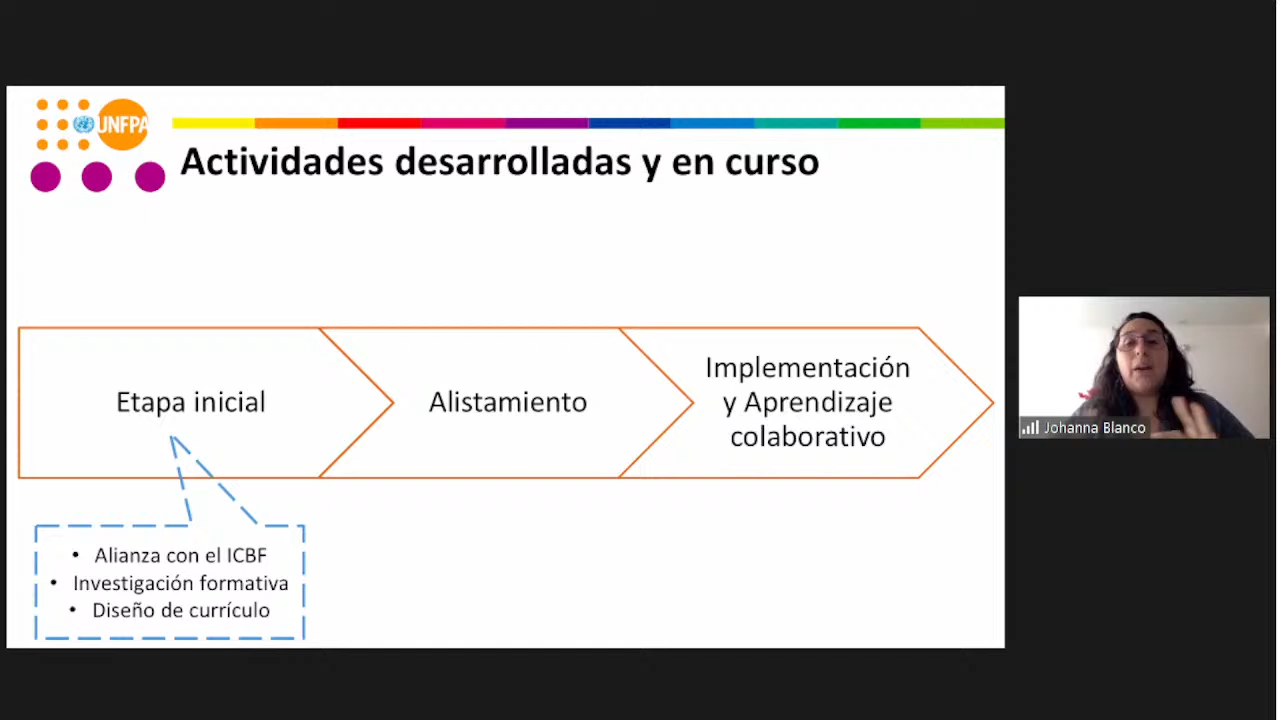 UNFPA
Actividades desarrolladas y en curso
Etapa inicial
Alistamiento
Implementación
y Aprendizaje
colaborativo
• Alianza con el ICBF
• Investigación formativa
• Diseño de currículo
Johanna Blanco